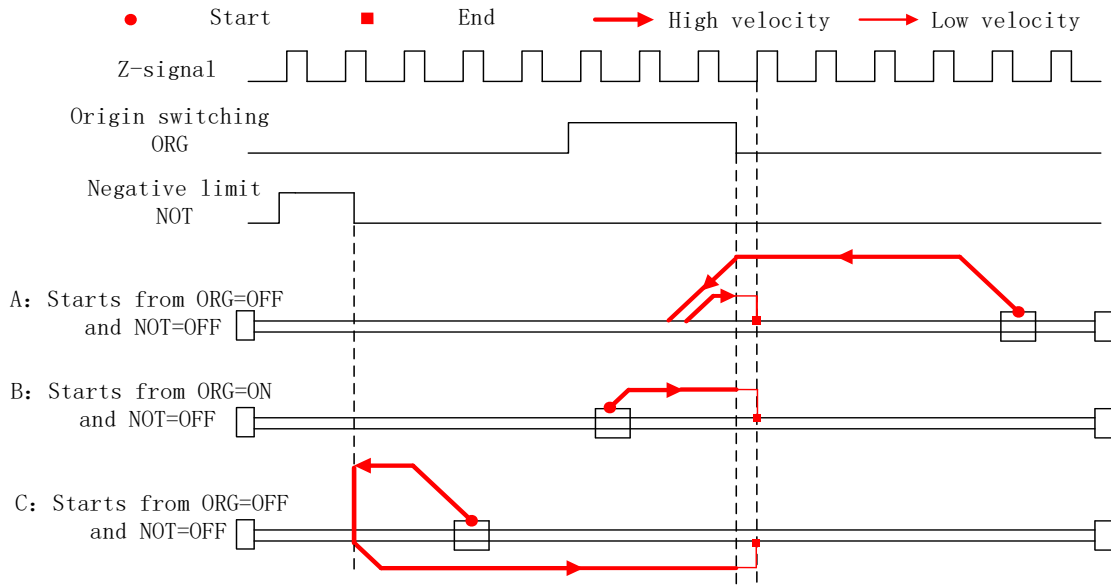 Start End High velocity Low velocity
Z-signal
Origin switching
ORG
Negative limit
NOT
A: Starts from ORG=OFF
and NOT=OFF
B: Starts from ORG=ON
and NOT=OFF
C: Starts from ORG=OFF
and NOT=OFF